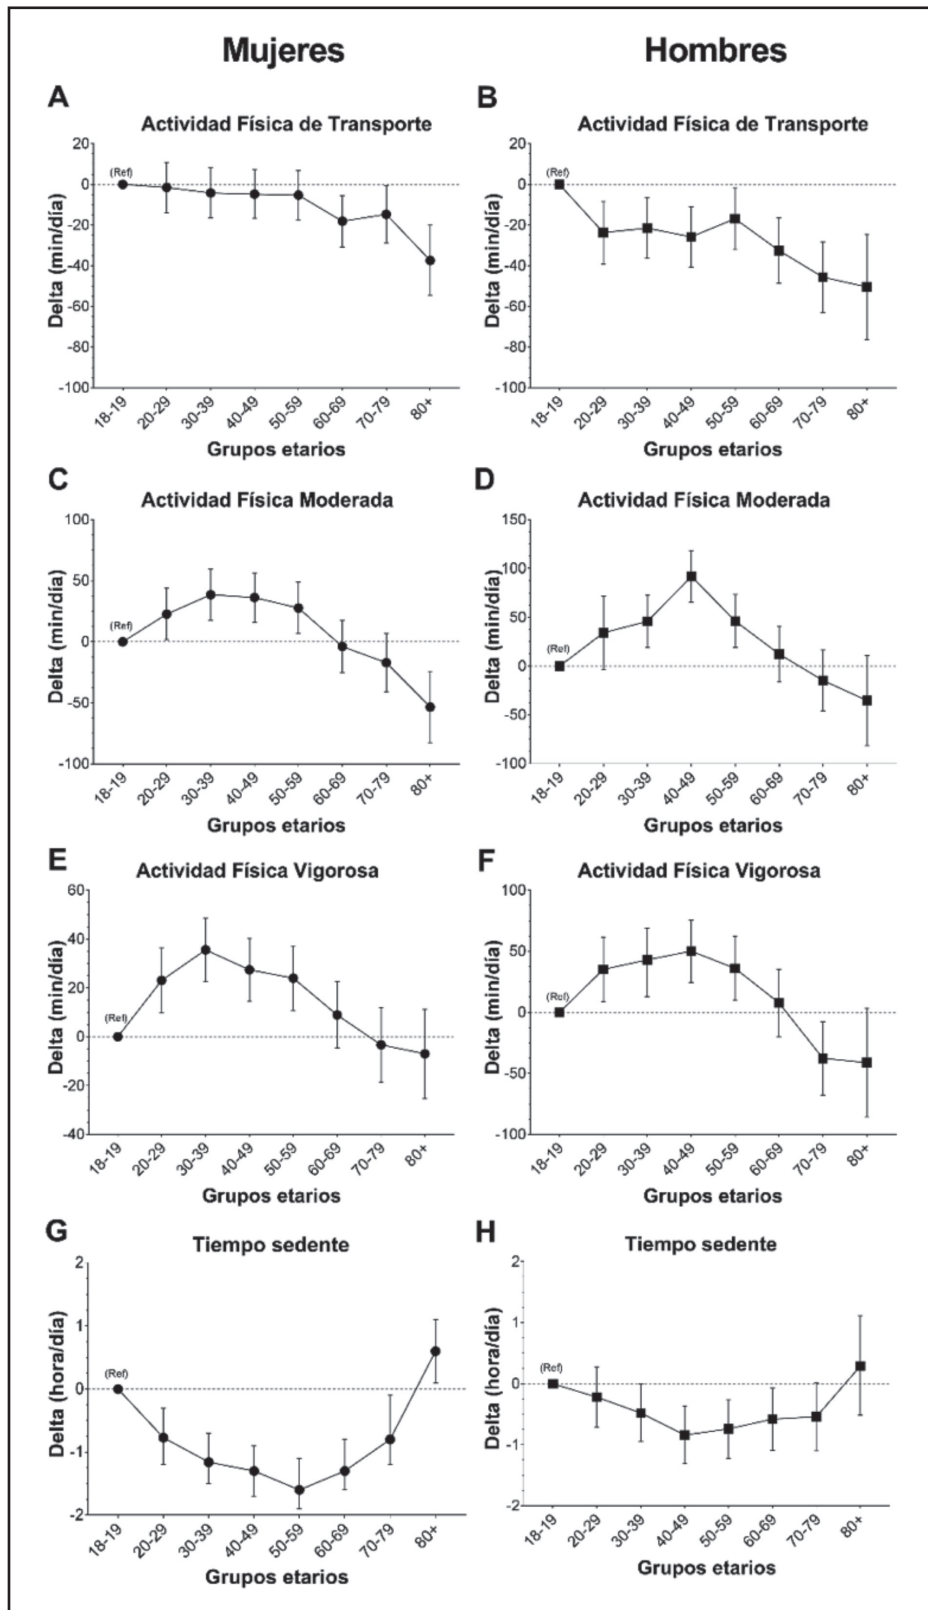 Mujeres Hombres
A B
Actividad Física de Transporte Actividad Física de Transporte
Delta (min/día)
20
0
-20
-40
-60
-80
-100
(Ref)
18-19 20-29 30-39 40-49 50-59 60-69 70-79 80+
Grupos etarios
Delta (min/día)
20
0
-20
-40
-60
-80
-100
(Ref)
18-19 20-29 30-39 40-49 50-59 60-69 70-79 80+
Grupos etarios
C D
Actividad Física Moderada Actividad Física Moderada
Delta (min/día)
100
50
0
-50
-100
(Ref)
18-19 20-29 30-39 40-49 50-59 60-69 70-79 80+
Grupos etarios
Delta (min/día)
150
100
50
0
-50
-100
(Ref)
18-19 20-29 30-39 40-49 50-59 60-69 70-79 80+
Grupos etarios
E F
Actividad Física Vigorosa Actividad Física Vigorosa
Delta (min/día)
60
40
20
0
-20
-40
(Ref)
18-19 20-29 30-39 40-49 50-59 60-69 70-79 80+
Grupos etarios
Delta (min/día)
100
50
0
-50
-100
(Ref)
18-19 20-29 30-39 40-49 50-59 60-69 70-79 80+
Grupos etarios
G H
Tiempo sedente Tiempo sedente
Delta (hora/día)
2
1
0
-1
-2
(Ref)
18-19 20-29 30-39 40-49 50-59 60-69 70-79 80+
Grupos etarios
Delta (hora/día)
2
1
0
-1
-2
(Ref)
18-19 20-29 30-39 40-49 50-59 60-69 70-79 80+
Grupos etarios